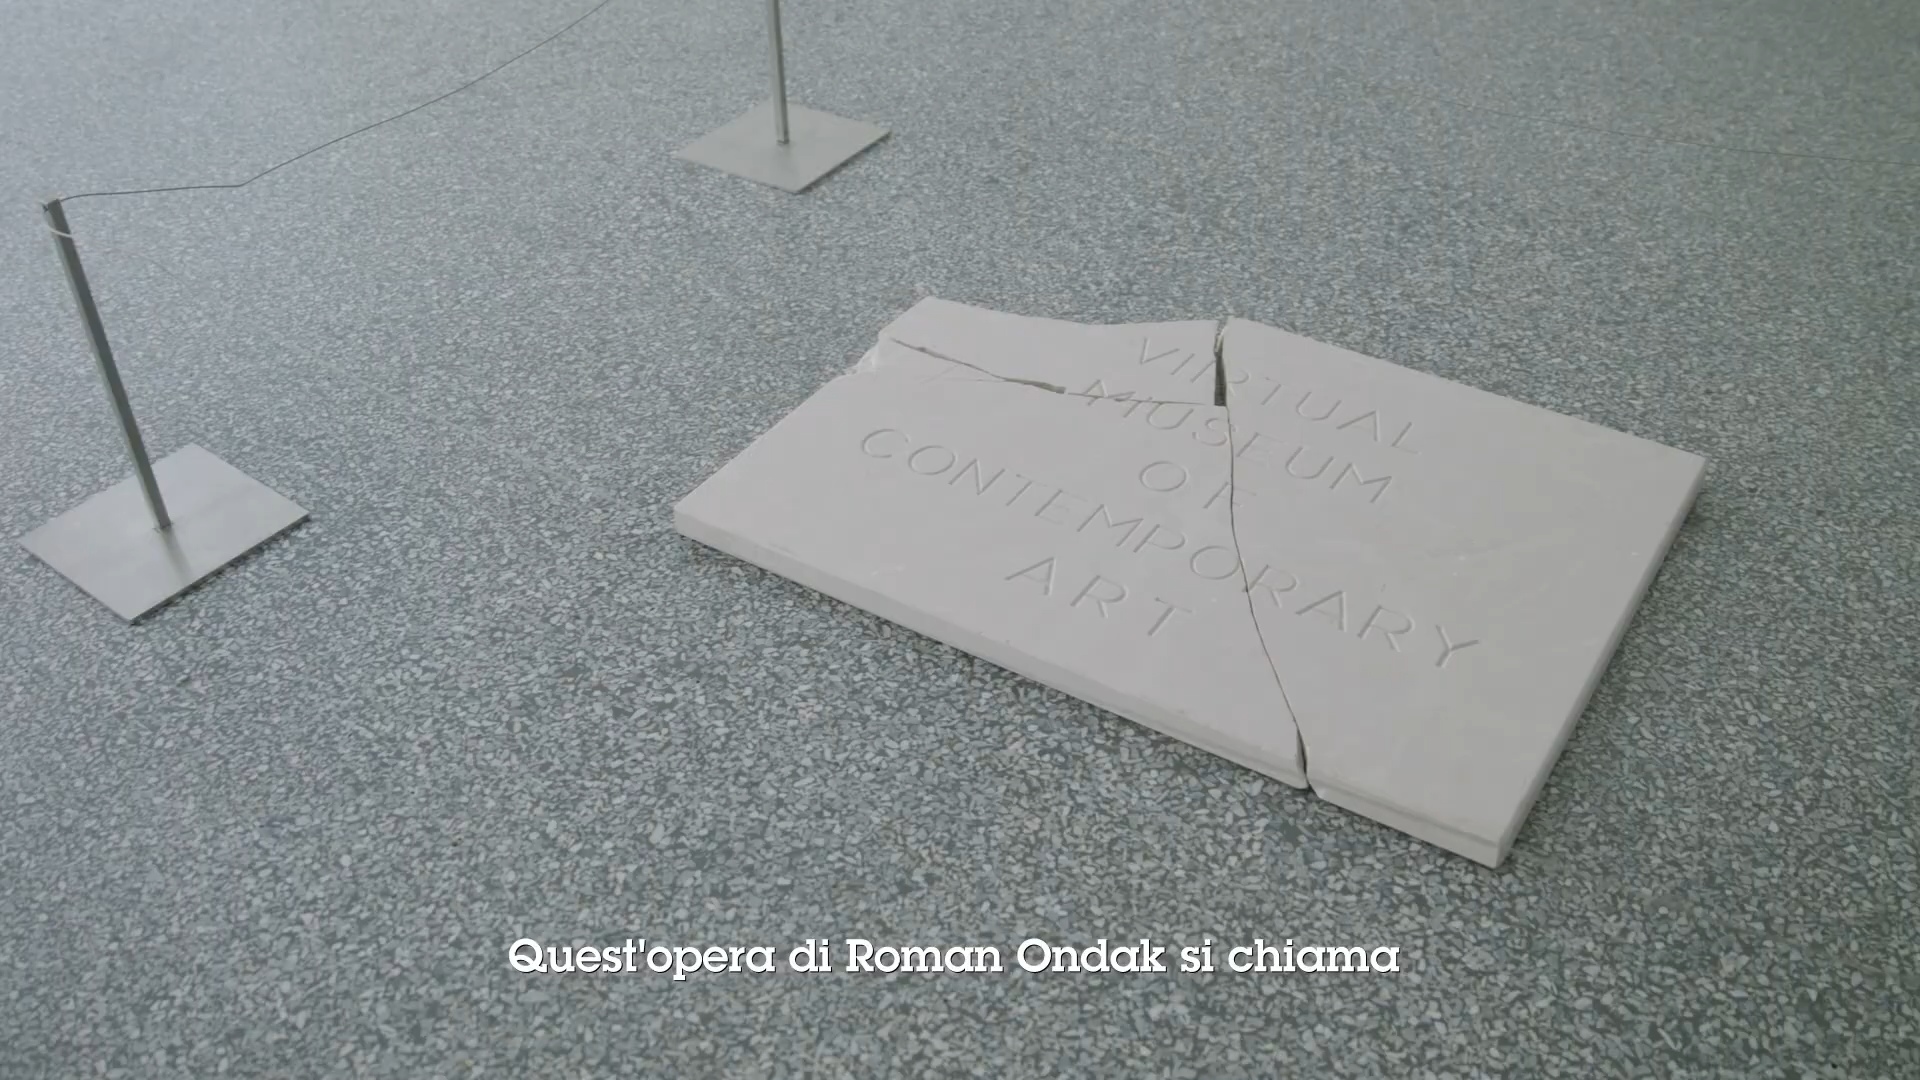 VIRTUAL
MUSEUM
OF
CONTEMPORARY
ART
Quest'opera di Roman Ondak si chiama